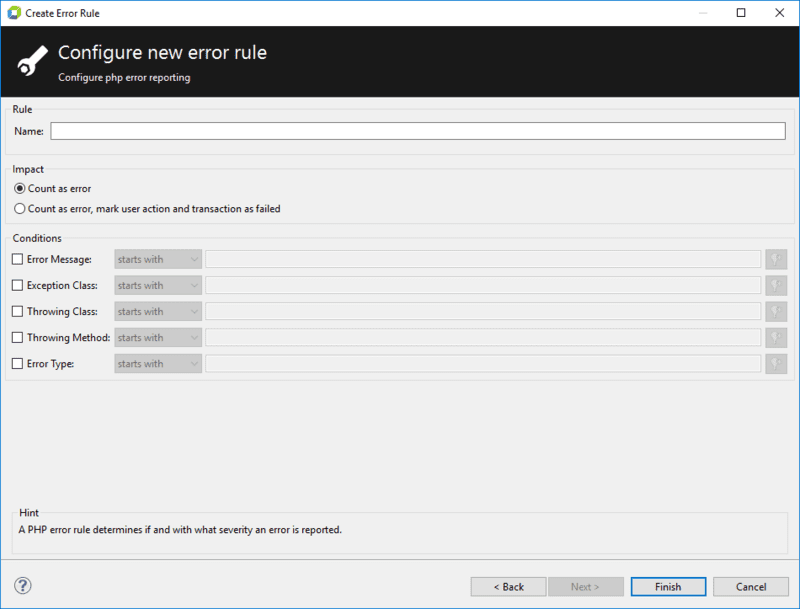 Create Error Rule
Configure new error rule
Configure php error reporting
Rule
Name:
Impact
Count as error
Count as error, mark user action and transaction as failed
Conditions
Error Message: starts with
Exception Class: starts with
Throwing Class: starts with
Throwing Method: starts with
Error Type: starts with
Hint
A PHP error rule determines if and with what severity an error is reported.
? < Back Next > Finish Cancel